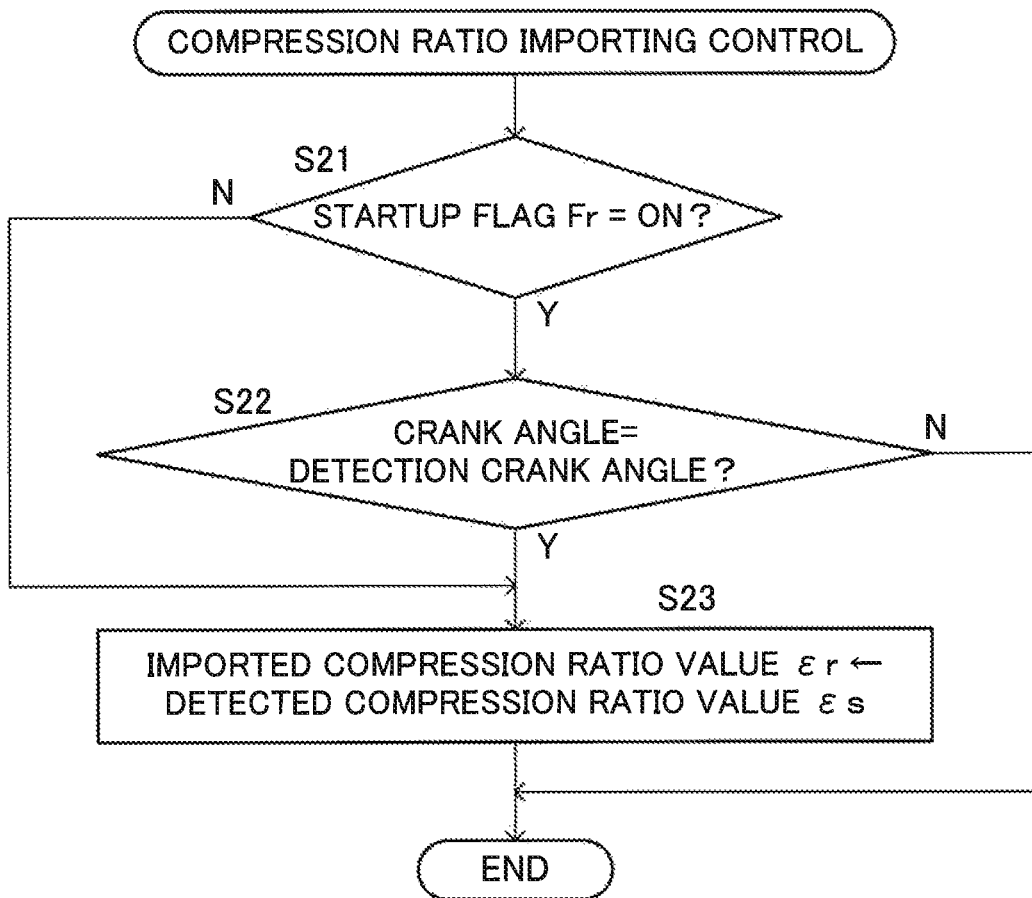 COMPRESSION RATIO IMPORTING CONTROL
S21
N
STARTUP FLAG Fr = ON?
Y
S22
CRANK ANGLE=
DETECTION CRANK ANGLE?
N
Y
S23
IMPORTED COMPRESSION RATIO VALUE εr ←
DETECTED COMPRESSION RATIO VALUE εs
END